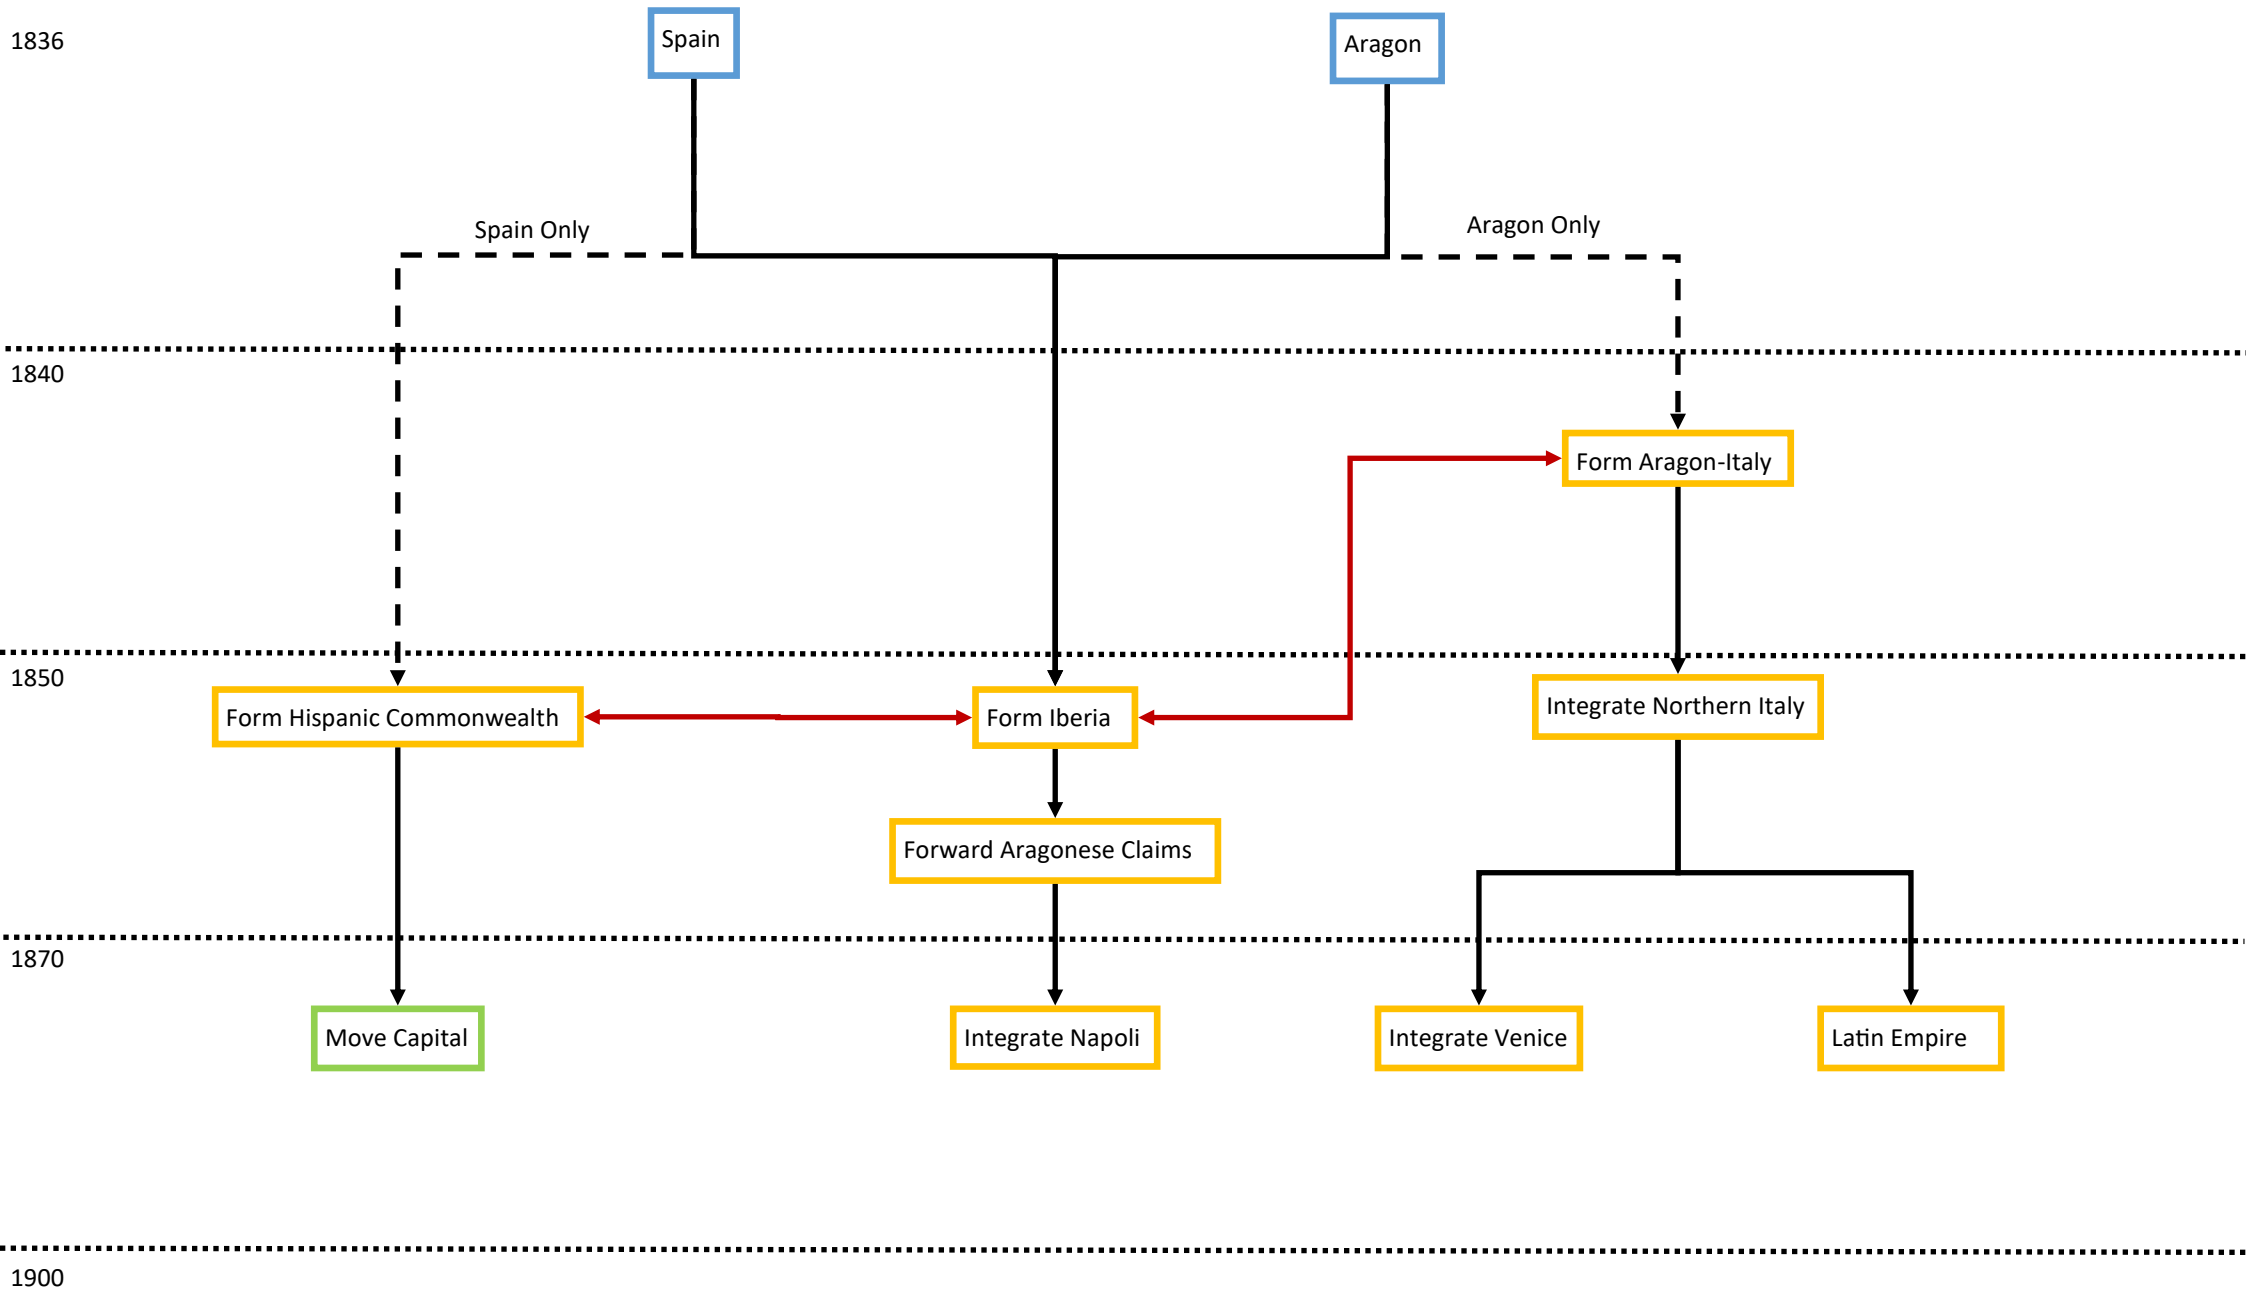 1836
Spain
Aragon
Spain Only
Aragon Only
1840
Form Aragon-Italy
1850
Form Hispanic Commonwealth
Form Iberia
Integrate Northern Italy
Forward Aragonese Claims
1870
Move Capital
Integrate Napoli
Integrate Venice
Latin Empire
1900